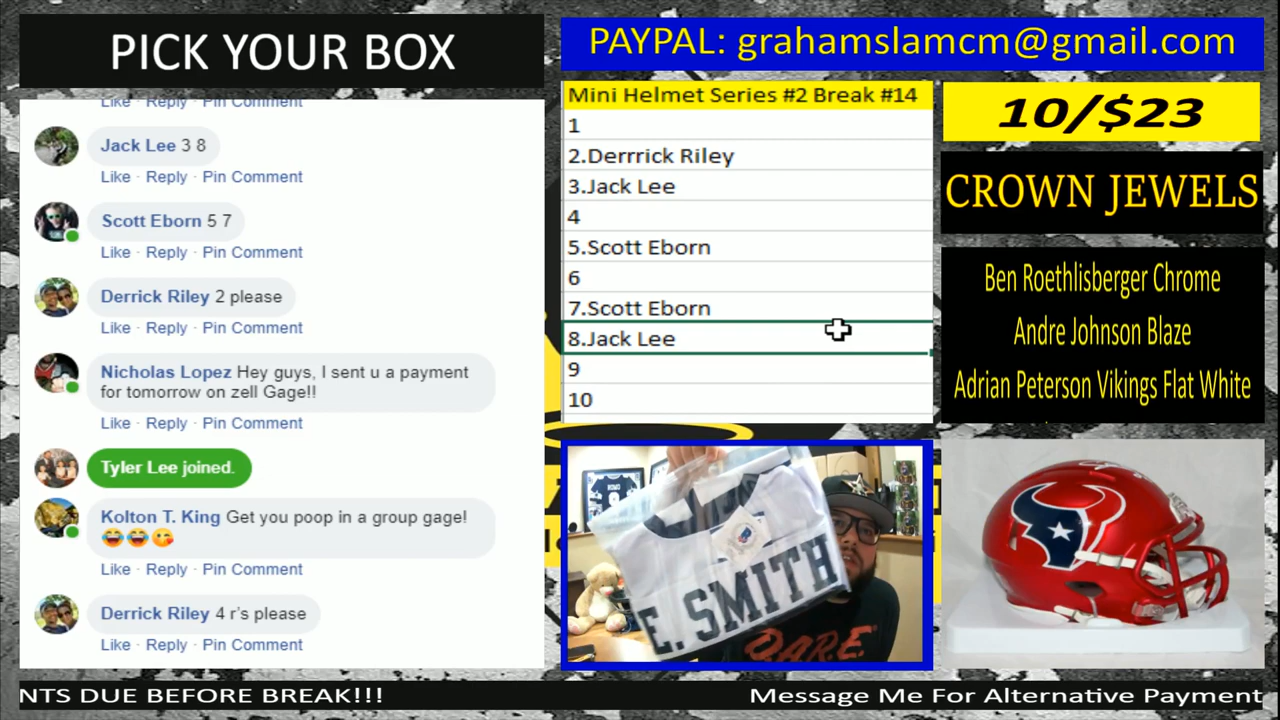 PICK YOUR BOX
Like · Reply · Pin Comment
Jack Lee 3 8
Like · Reply · Pin Comment
Scott Eborn 5 7
Like · Reply · Pin Comment
Derrick Riley 2 please
Like · Reply · Pin Comment
Nicholas Lopez Hey guys, I sent u a payment
for tomorrow on zell Gage!!
Like · Reply · Pin Comment
Tyler Lee joined.
Kolton T. King Get you poop in a group gage!
😂😂😋
Like · Reply · Pin Comment
Derrick Riley 4 r's please
Like · Reply · Pin Comment
PAYPAL: grahamslamcm@gmail.com
Mini Helmet Series #2 Break #14
1
2.Derrrick Riley
3.Jack Lee
4
5.Scott Eborn
6
7.Scott Eborn
8.Jack Lee
9
10
10/$23
CROWN JEWELS
Ben Roethlisberger Chrome
Andre Johnson Blaze
Adrian Peterson Vikings Flat White
E. SMITH
D.A.R.E.
NTS DUE BEFORE BREAK!!!
Message Me For Alternative Payment